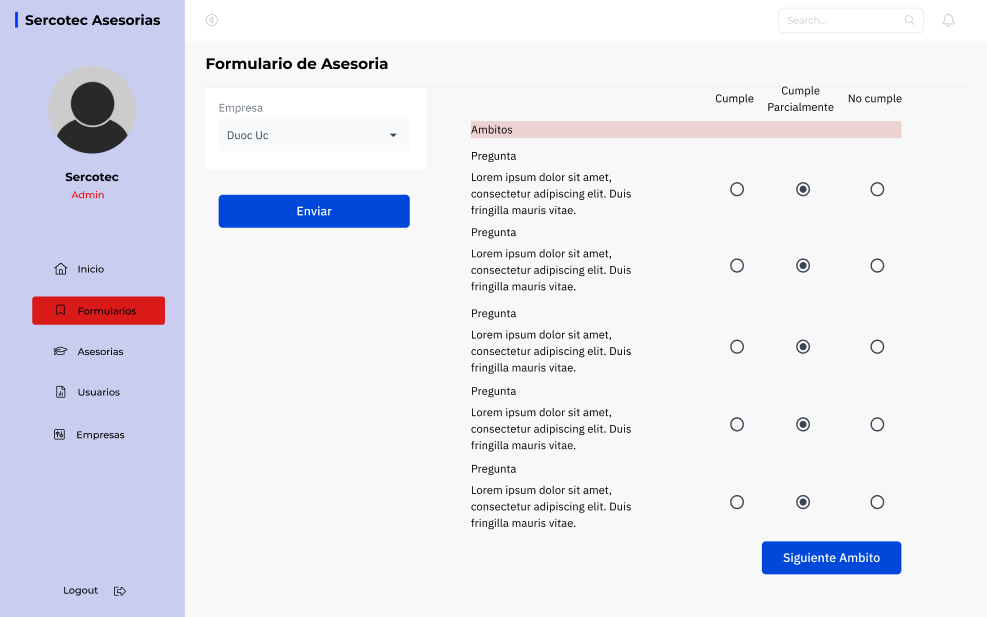 Sercotec Asesorias
Sercotec
Admin
Inicio
Formularios
Asesorias
Usuarios
Empresas
Logout
Search...
Formulario de Asesoria
Empresa
Duoc Uc
Enviar
Cumple
Cumple
Parcialmente
No cumple
Ambitos
Pregunta
Lorem ipsum dolor sit amet,
consectetur adipiscing elit. Duis
fringilla mauris vitae.
Pregunta
Lorem ipsum dolor sit amet,
consectetur adipiscing elit. Duis
fringilla mauris vitae.
Pregunta
Lorem ipsum dolor sit amet,
consectetur adipiscing elit. Duis
fringilla mauris vitae.
Pregunta
Lorem ipsum dolor sit amet,
consectetur adipiscing elit. Duis
fringilla mauris vitae.
Pregunta
Lorem ipsum dolor sit amet,
consectetur adipiscing elit. Duis
fringilla mauris vitae.
Siguiente Ambito